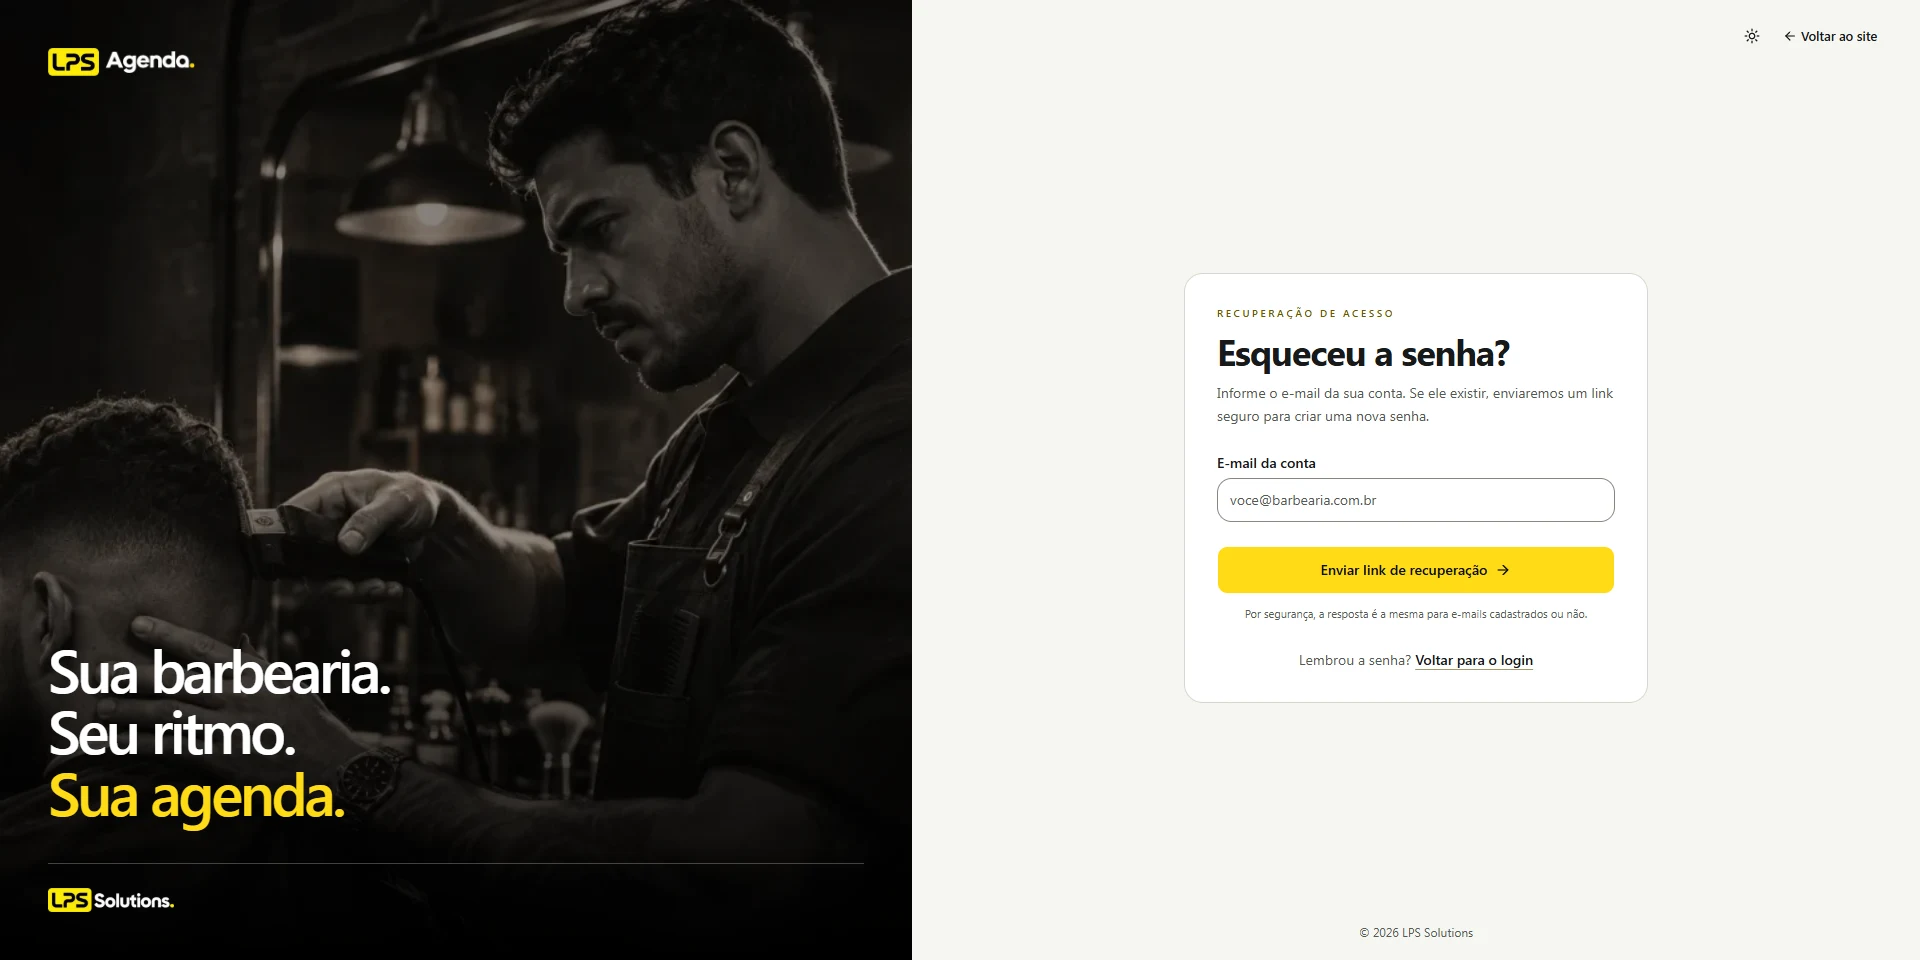 LPS Agenda.
Sua barbearia.
Seu ritmo.
Sua agenda.
LPS Solutions.
Voltar ao site
RECUPERAÇÃO DE ACESSO
Esqueceu a senha?
Informe o e-mail da sua conta. Se ele existir, enviaremos um link
seguro para criar uma nova senha.
E-mail da conta
voce@barbearia.com.br
Enviar link de recuperação
Por segurança, a resposta é a mesma para e-mails cadastrados ou não.
Lembrou a senha? Voltar para o login
© 2026 LPS Solutions